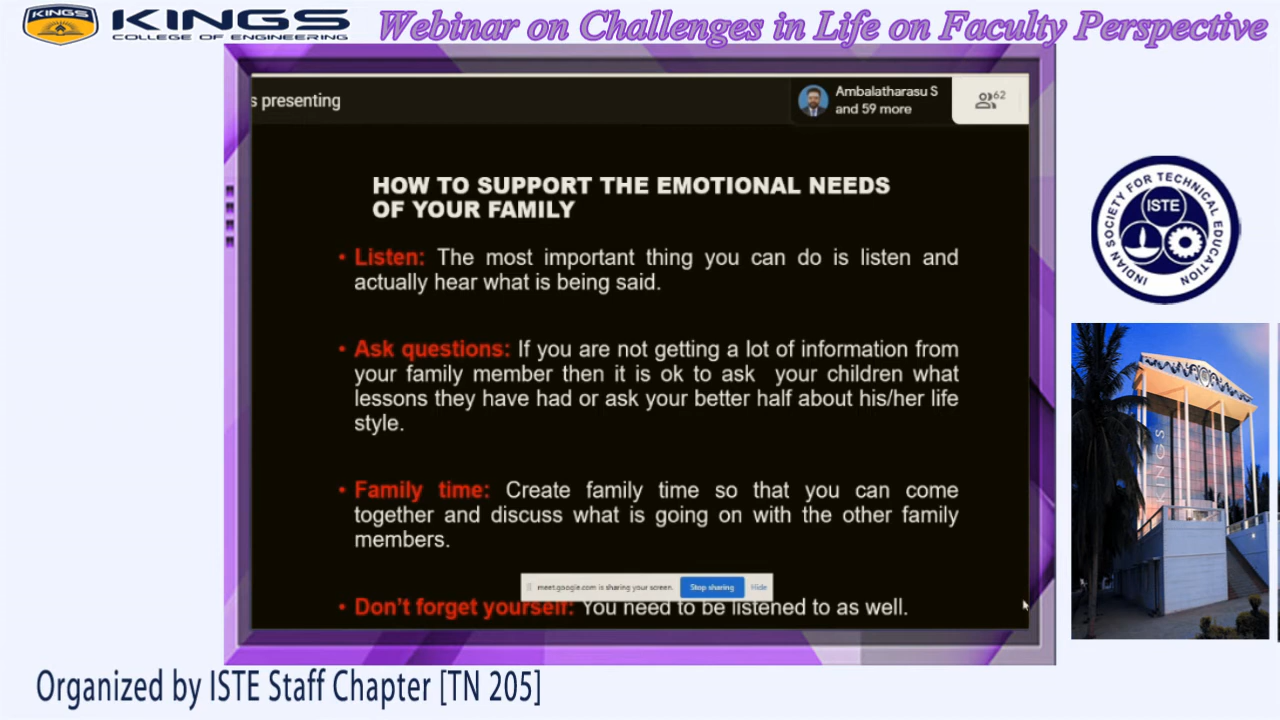 KINGS
KINGS
COLLEGE OF ENGINEERING
Webinar on Challenges in Life on Faculty Perspective
s presenting
Ambalatharasu S
and 59 more
62
HOW TO SUPPORT THE EMOTIONAL NEEDS
OF YOUR FAMILY
• Listen: The most important thing you can do is listen and
actually hear what is being said.
• Ask questions: If you are not getting a lot of information from
your family member then it is ok to ask your children what
lessons they have had or ask your better half about his/her life
style.
• Family time: Create family time so that you can come
together and discuss what is going on with the other family
members.
meet.google.com is sharing your screen.
Stop sharing
Hide
• Don't forget yourself: You need to be listened to as well.
INDIAN SOCIETY FOR TECHNICAL EDUCATION
ISTE
KINGS
Organized by ISTE Staff Chapter [TN 205]